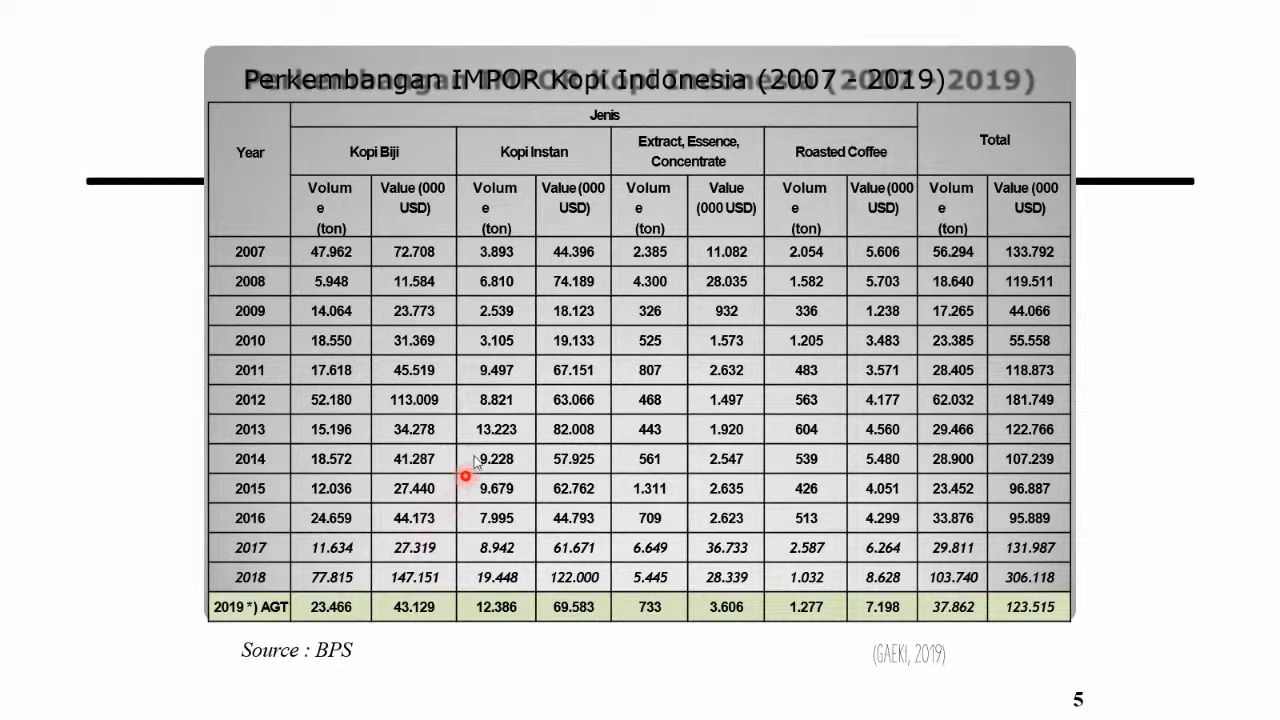 Perkembangan IMPOR Kopi Indonesia (2007 - 2019)
Jenis
Year Kopi Biji Kopi Instan Extract, Essence, Concentrate Roasted Coffee Total
Volum e (ton) Value (000 USD) Volum e (ton) Value (000 USD) Volum e (ton) Value (000 USD) Volum e (ton) Value (000 USD) Volum e (ton) Value (000 USD)
2007 47.962 72.708 3.893 44.396 2.385 11.082 2.054 5.606 56.294 133.792
2008 5.948 11.584 6.810 74.189 4.300 28.035 1.582 5.703 18.640 119.511
2009 14.064 23.773 2.539 18.123 326 932 336 1.238 17.265 44.066
2010 18.550 31.369 3.105 19.133 525 1.573 1.205 3.483 23.385 55.558
2011 17.618 45.519 9.497 67.151 807 2.632 483 3.571 28.405 118.873
2012 52.180 113.009 8.821 63.066 468 1.497 563 4.177 62.032 181.749
2013 15.196 34.278 13.223 82.008 443 1.920 604 4.560 29.466 122.766
2014 18.572 41.287 9.228 57.925 561 2.547 539 5.480 28.900 107.239
2015 12.036 27.440 9.679 62.762 1.311 2.635 426 4.051 23.452 96.887
2016 24.659 44.173 7.995 44.793 709 2.623 513 4.299 33.876 95.889
2017 11.634 27.319 8.942 61.671 6.649 36.733 2.587 6.264 29.811 131.987
2018 77.815 147.151 19.448 122.000 5.445 28.339 1.032 8.628 103.740 306.118
2019 *) AGT 23.466 43.129 12.386 69.583 733 3.606 1.277 7.198 37.862 123.515
Source : BPS
(GAEKI, 2019)
5